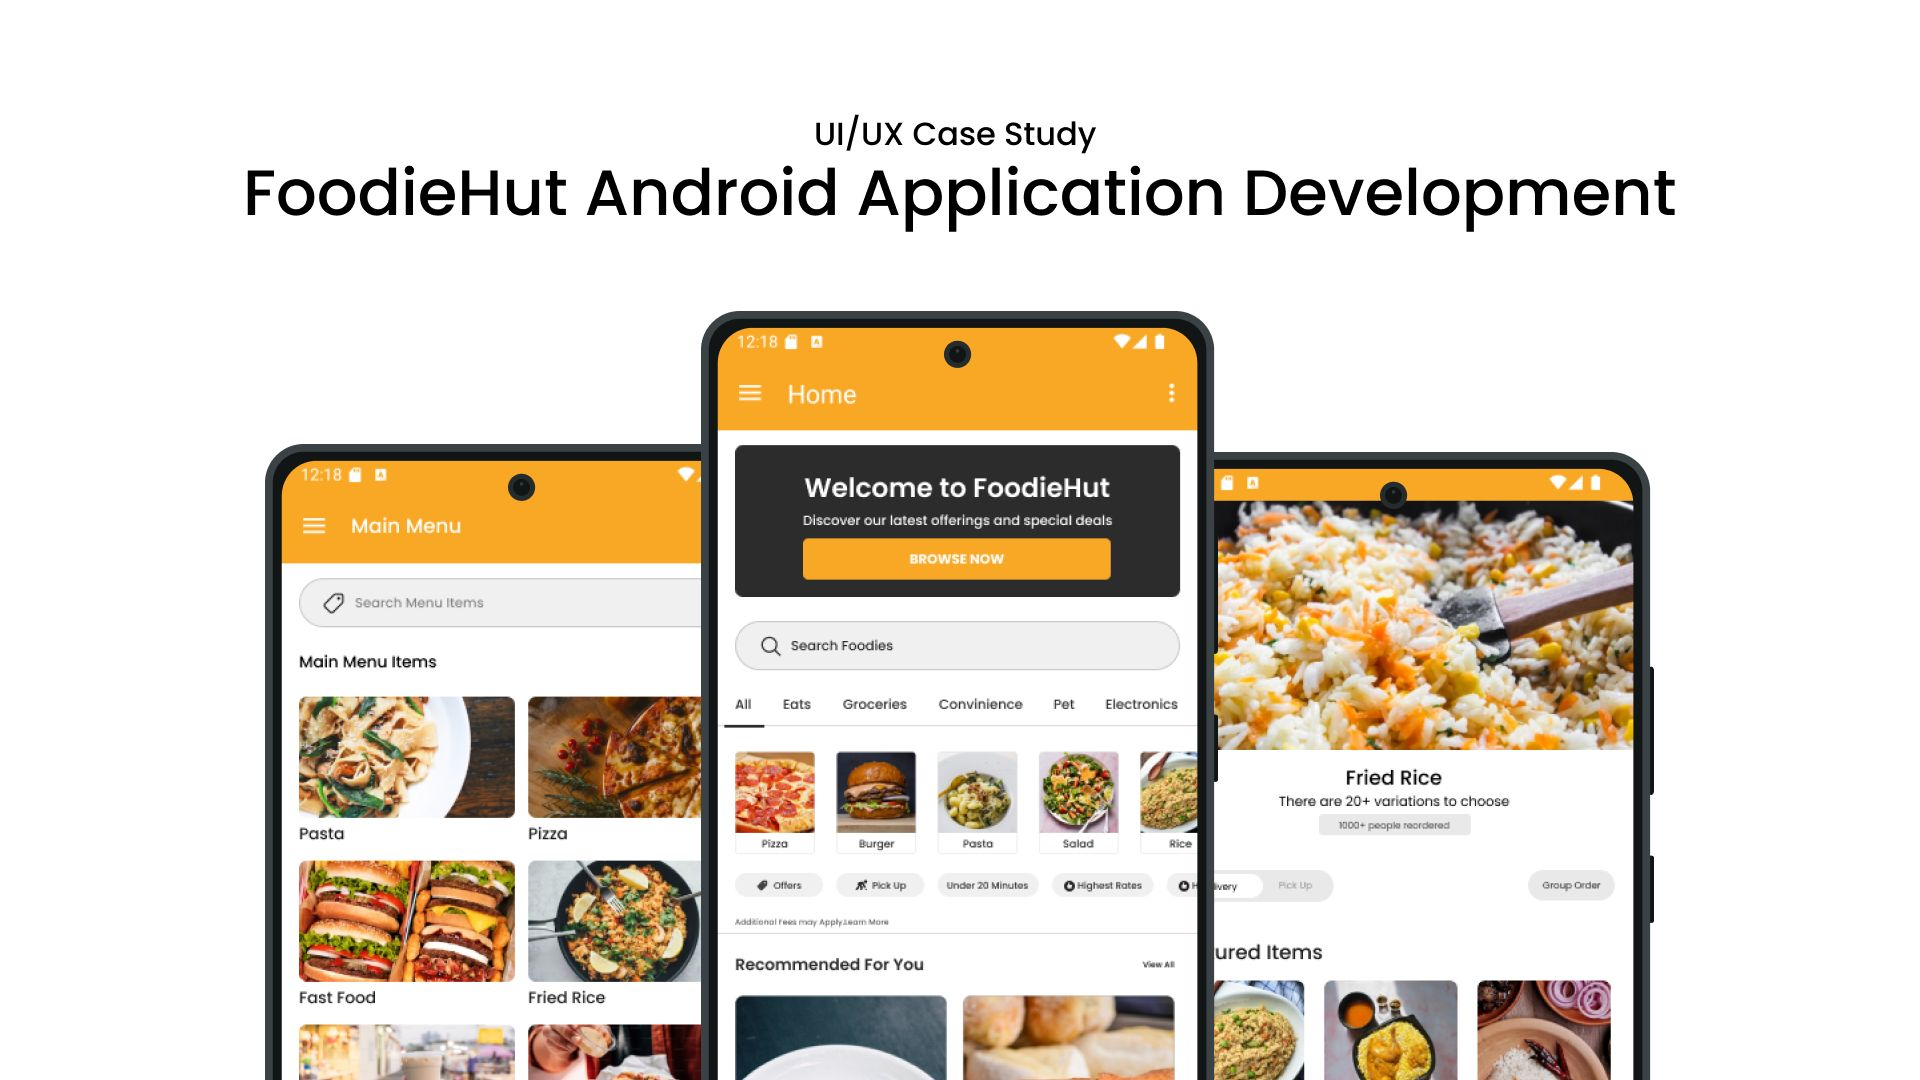 UI/UX Case Study
FoodieHut Android Application Development
12:18
Main Menu
Search Menu Items
Main Menu Items
Pasta
Pizza
Fast Food
Fried Rice
12:18
Home
Welcome to FoodieHut
Discover our latest offerings and special deals
BROWSE NOW
Search Foodies
All Eats Groceries Convinience Pet Electronics
Pizza Burger Pasta Salad Rice
Offers Pick Up Under 20 Minutes Highest Rates H
Additional Fees may Apply.Learn More
Recommended For You
View All
Fried Rice
There are 20+ variations to choose
1000+ people reordered
ivery Pick Up
Group Order
ured Items